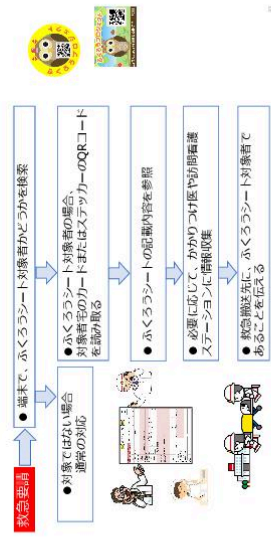 救急要請
● 端末で、ふくろうシート対象者かどうかを検索
●対象ではない場合
通常の対応
●ふくろうシート対象者の場合、
対象者宅のカードまたはステッカーのQRコード
を読み取る
● ふくろうシートの記載内容を参照
● 必要に応じて、かかりつけ医や訪問看護
ステーションに情報収集
● 救急搬送先に、ふくろうシート対象者で
あることを伝える